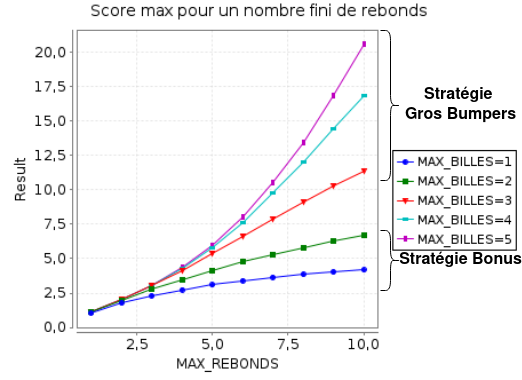 Score max pour un nombre fini de rebonds
20,0
17,5
15,0
12,5
10,0
7,5
5,0
2,5
0,0
Result
2,5
5,0
7,5
10,0
MAX_REBONDS
Stratégie
Gros Bumpers
MAX_BILLES=1
MAX_BILLES=2
MAX_BILLES=3
MAX_BILLES=4
MAX_BILLES=5
Stratégie Bonus